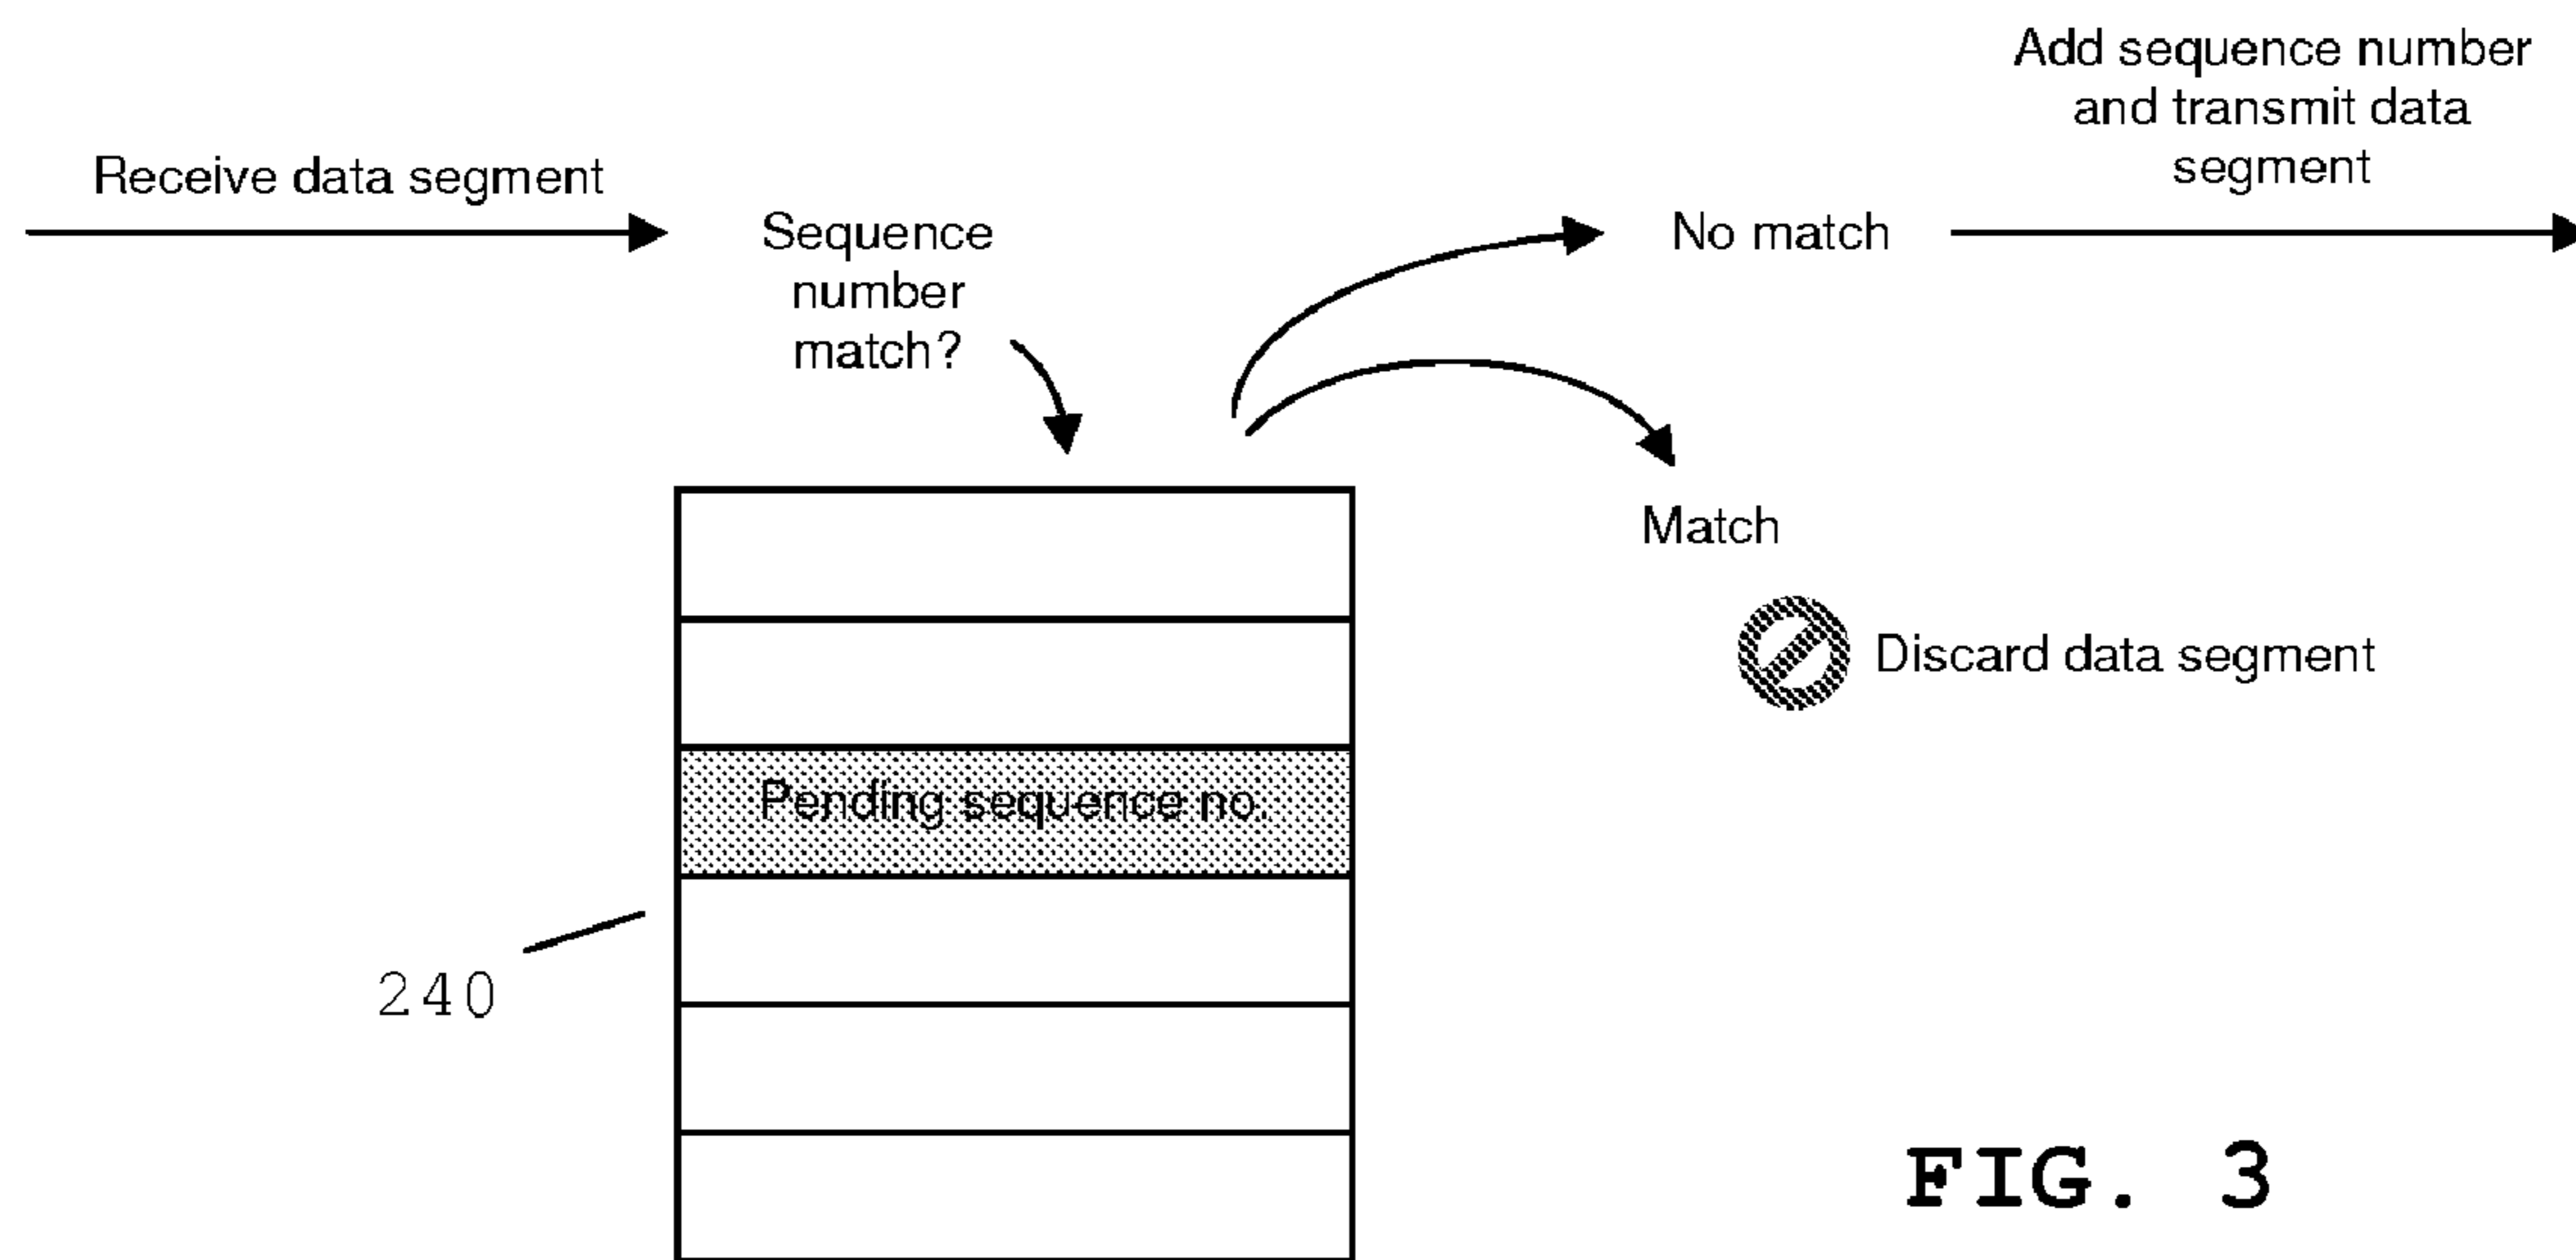 Receive data segment
Sequence
number
match?
No match
Add sequence number
and transmit data
segment
Match
Discard data segment
Pending sequence no.
240
FIG. 3